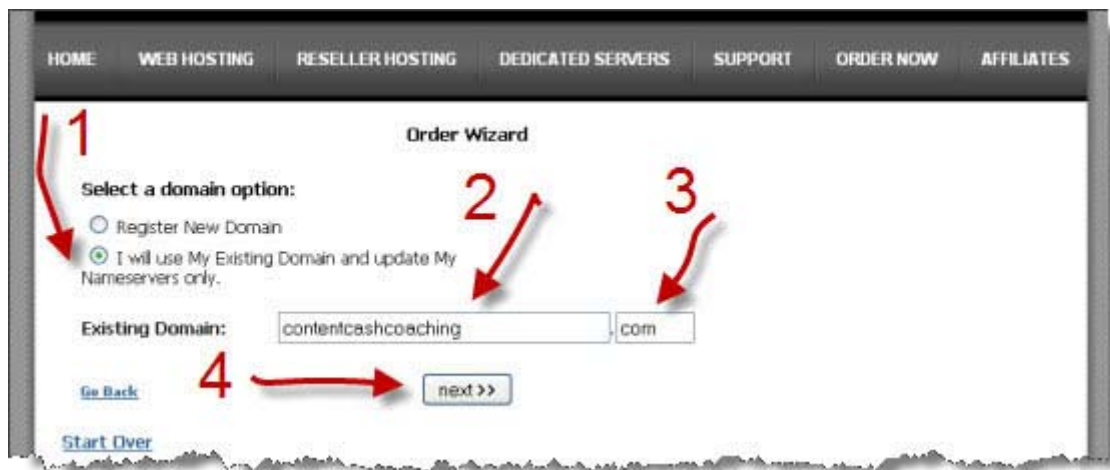 HOME WEB HOSTING RESELLER HOSTING DEDICATED SERVERS SUPPORT ORDER NOW AFFILIATES
1
Order Wizard
Select a domain option:
2
3
Register New Domain
I will use My Existing Domain and update My
Nameservers only.
Existing Domain: contentcashcoaching . com
4
Go Back next>>
Start Over